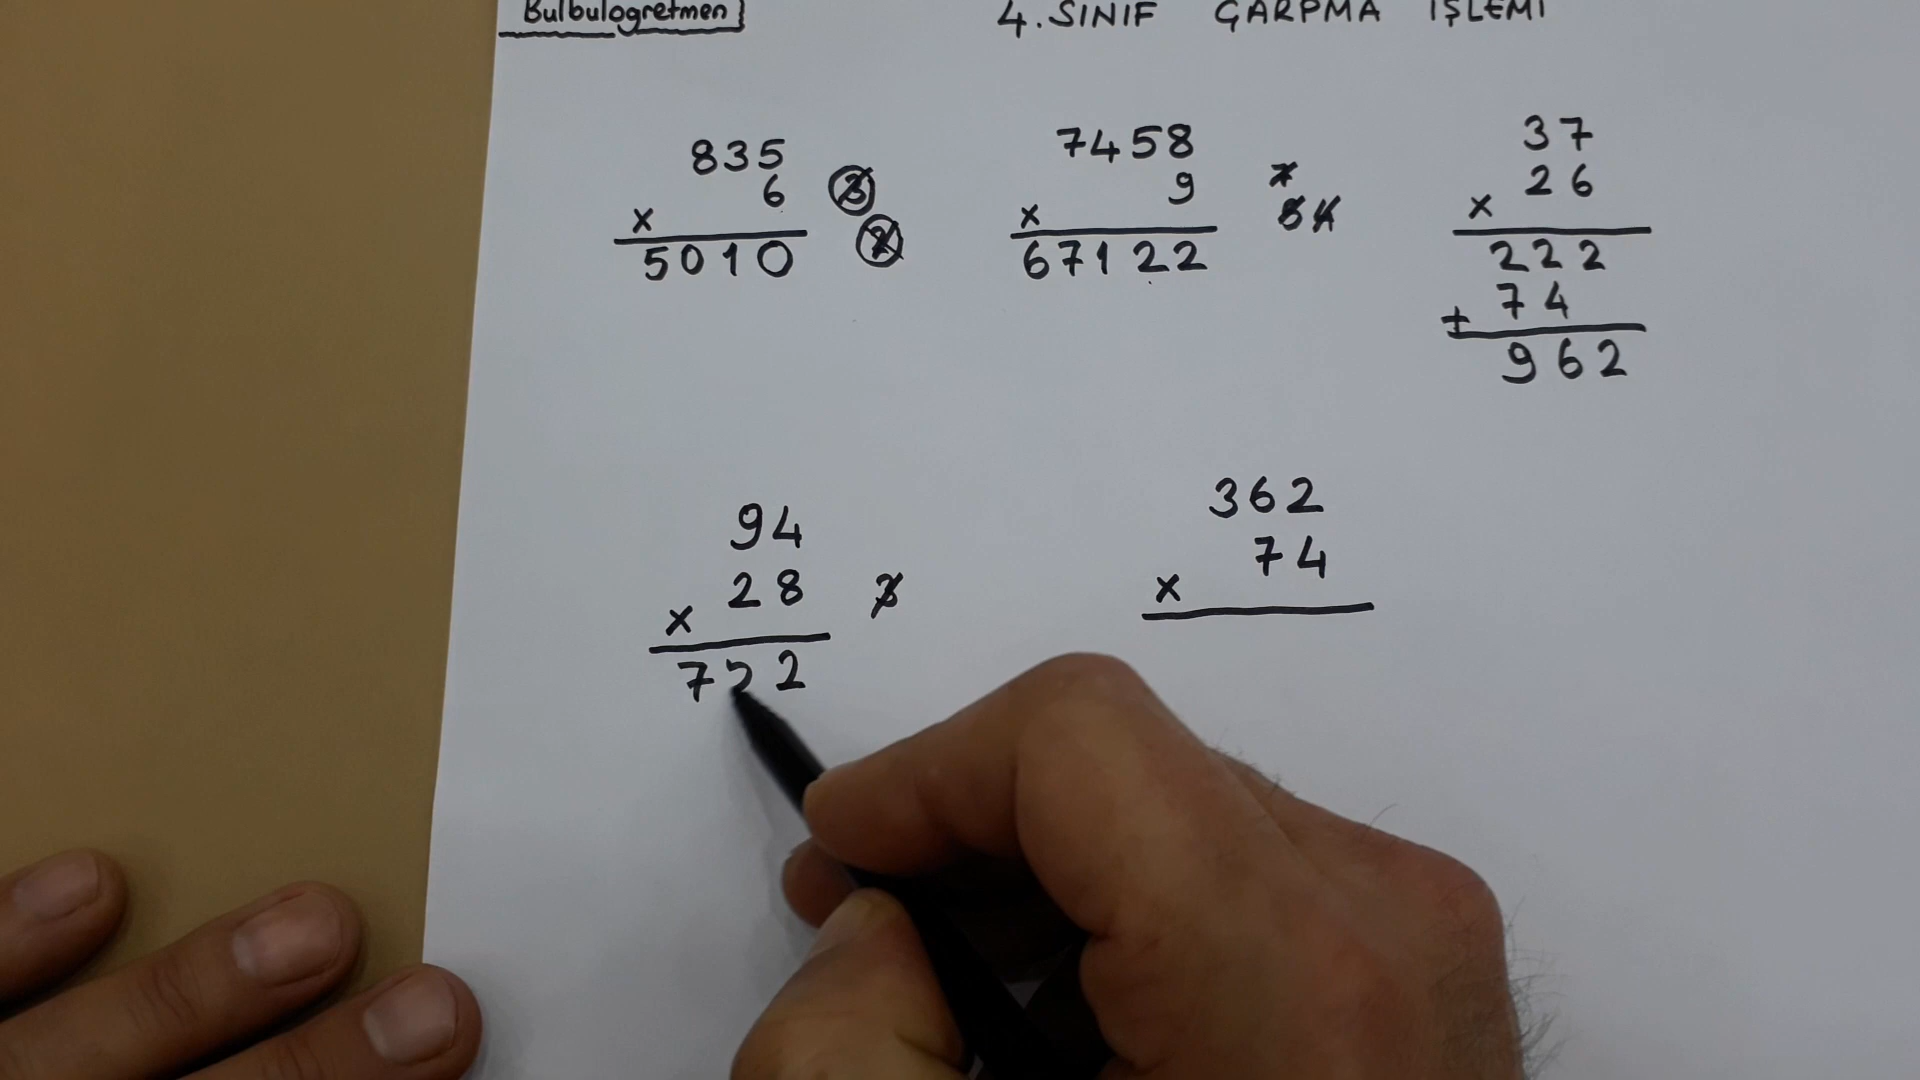 Bulbulogretmen
4. SINIF ÇARPMA İŞLEMİ
835
6
x
5010
7458
9
x
67122
37
26
x
222
74
+
962
94
28
x
722
362
74
x